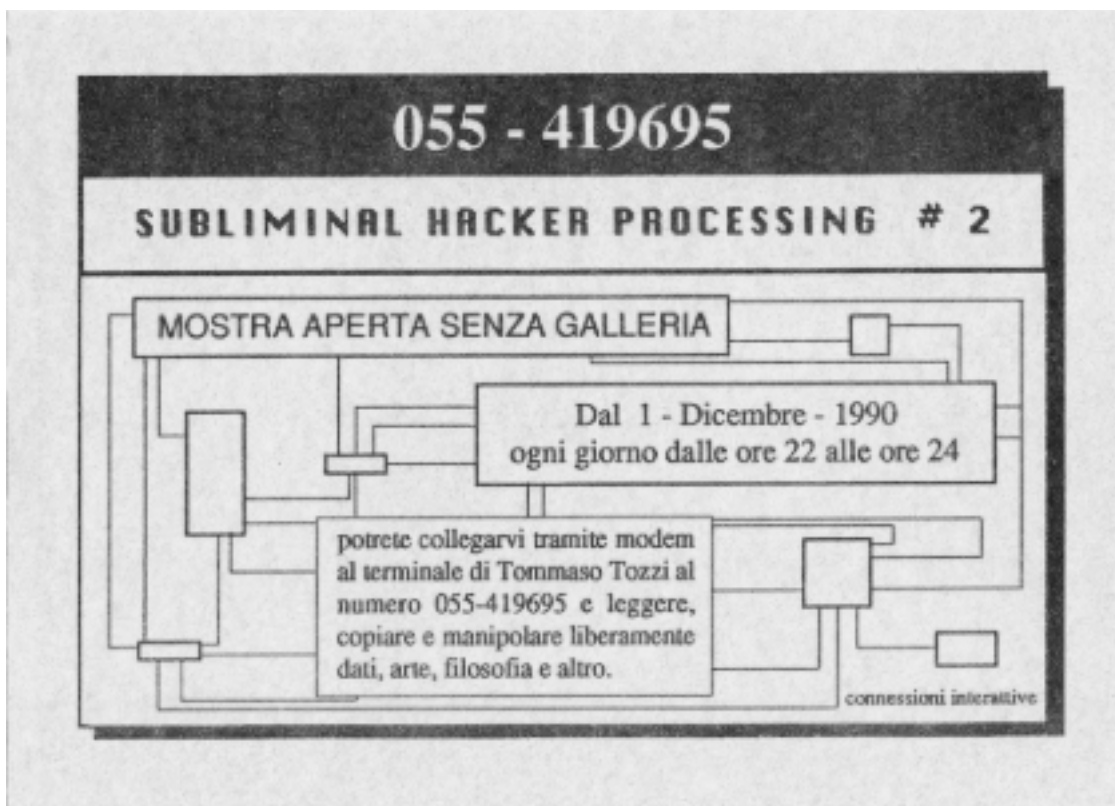 055 - 419695
SUBLIMINAL HACKER PROCESSING # 2
MOSTRA APERTA SENZA GALLERIA
Dal 1 - Dicembre - 1990
ogni giorno dalle ore 22 alle ore 24
potrete collegarvi tramite modem
al terminale di Tommaso Tozzi al
numero 055-419695 e leggere,
copiare e manipolare liberamente
dati, arte, filosofia e altro.
connessioni interattive